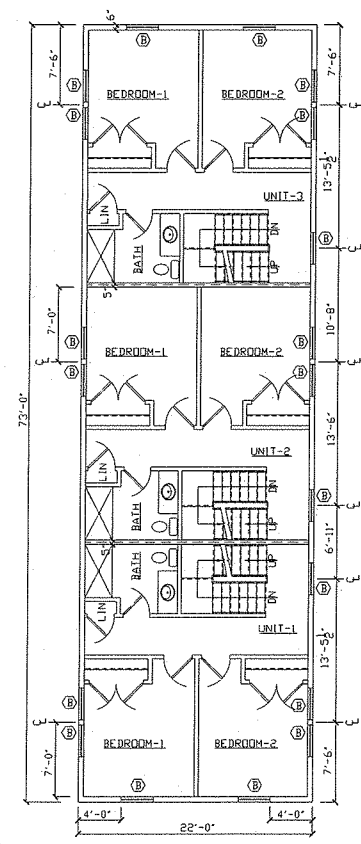 6"
7'-6"
7'-6"
B
B
B
B
B
B
BEDROOM-1
BEDROOM-2
C̲L
C̲L
13'-5½"
UNIT-3
LIN
BATH
DN
UP
B
C̲L
5"
7'-0"
10'-8"
B
B
B
B
BEDROOM-1
BEDROOM-2
C̲L
C̲L
73'-0"
13'-6"
UNIT-2
LIN
BATH
DN
UP
B
C̲L
5"
6'-11"
BATH
UP
DN
B
C̲L
LIN
UNIT-1
13'-5½"
B
B
C̲L
C̲L
B
B
BEDROOM-1
BEDROOM-2
7'-0"
7'-6"
B
B
4'-0"
4'-0"
22'-0"